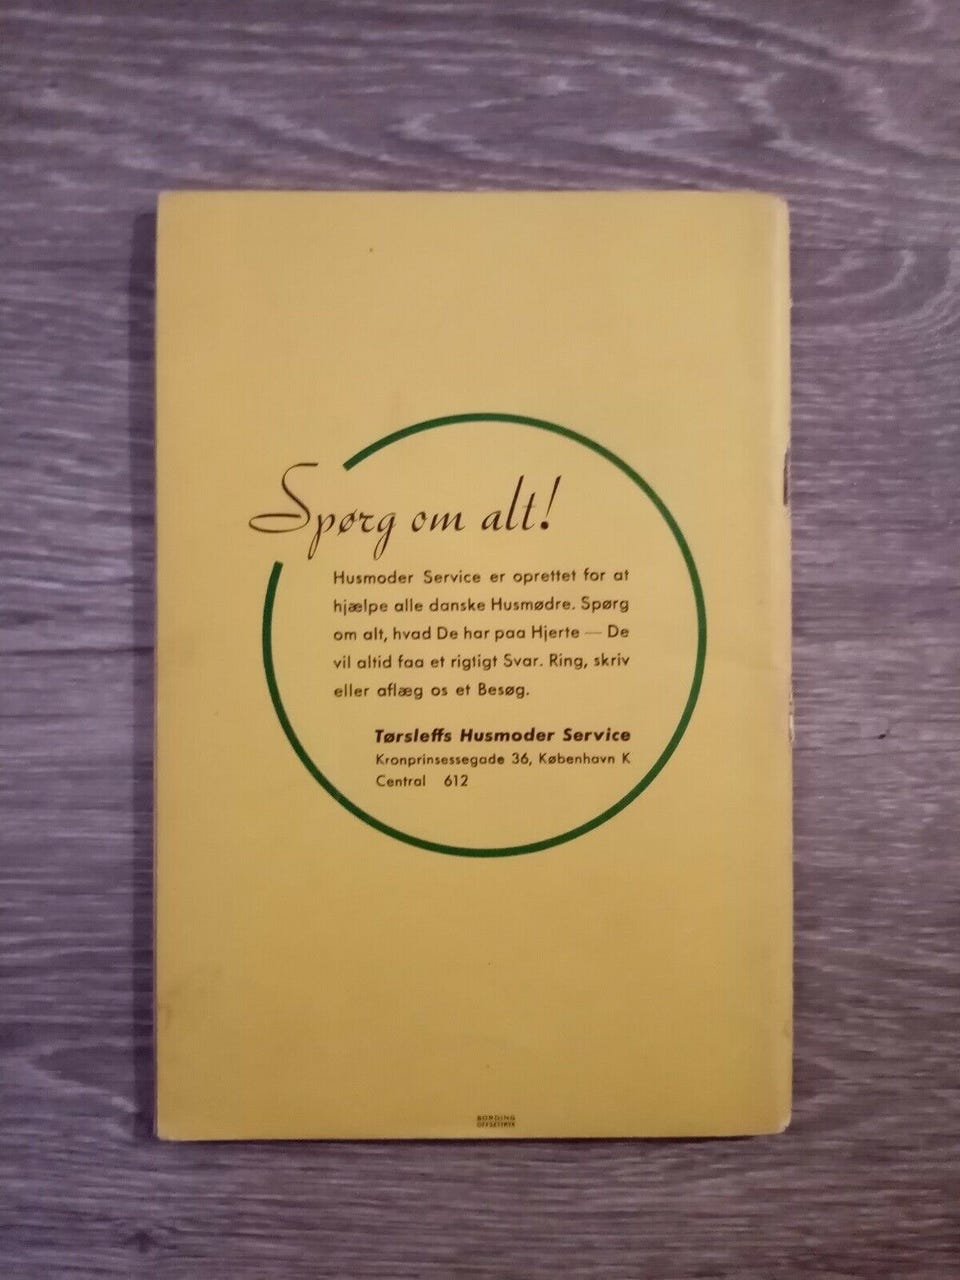 Spørg om alt!
Husmoder Service er oprettet for at
hjælpe alle danske Husmødre. Spørg
om alt, hvad De har paa Hjerte — De
vil altid faa et rigtigt Svar. Ring, skriv
eller aflæg os et Besøg.
Tørsleffs Husmoder Service
Kronprinsessegade 36, København K
Central 612
BORDING